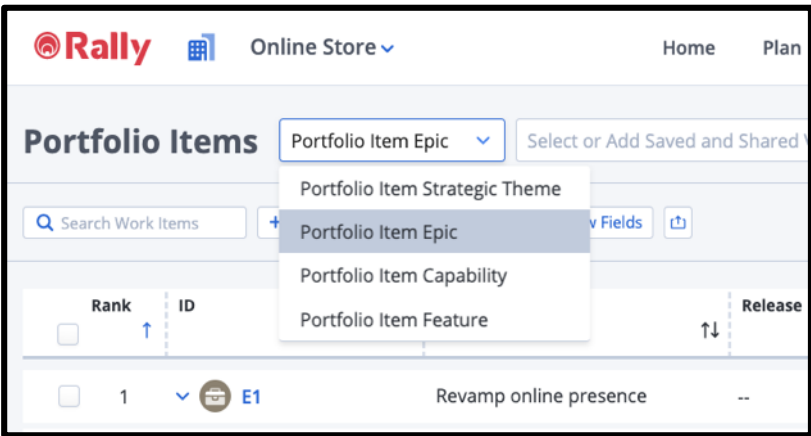 Rally Online Store Home Plan
Portfolio Items Portfolio Item Epic Select or Add Saved and Shared
Portfolio Item Strategic Theme
Search Work Items + Portfolio Item Epic Fields
Portfolio Item Capability
Rank ID Portfolio Item Feature Release
1 E1 Revamp online presence --